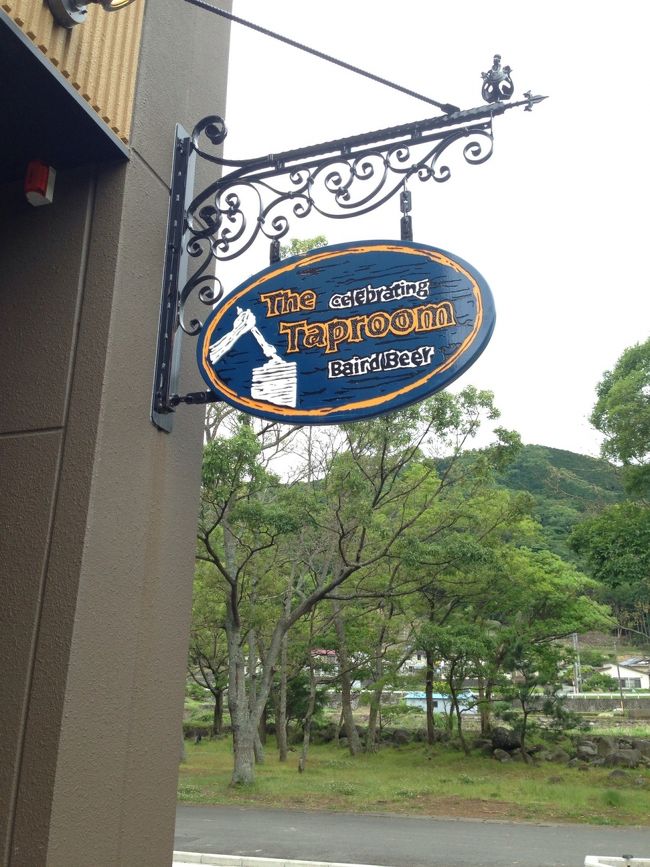 The celebrating
Taproom
Baird Beer